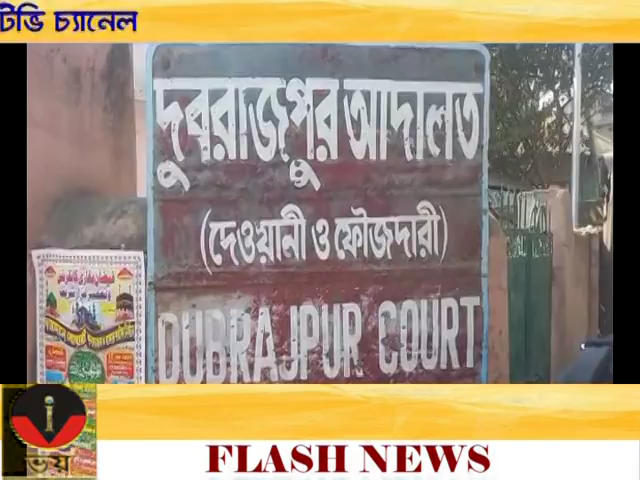 টিভি চ্যানেল
দুবরাজপুর আদালত
(দেওয়ানী ও ফৌজদারী)
DUBRAJPUR COURT
FLASH NEWS